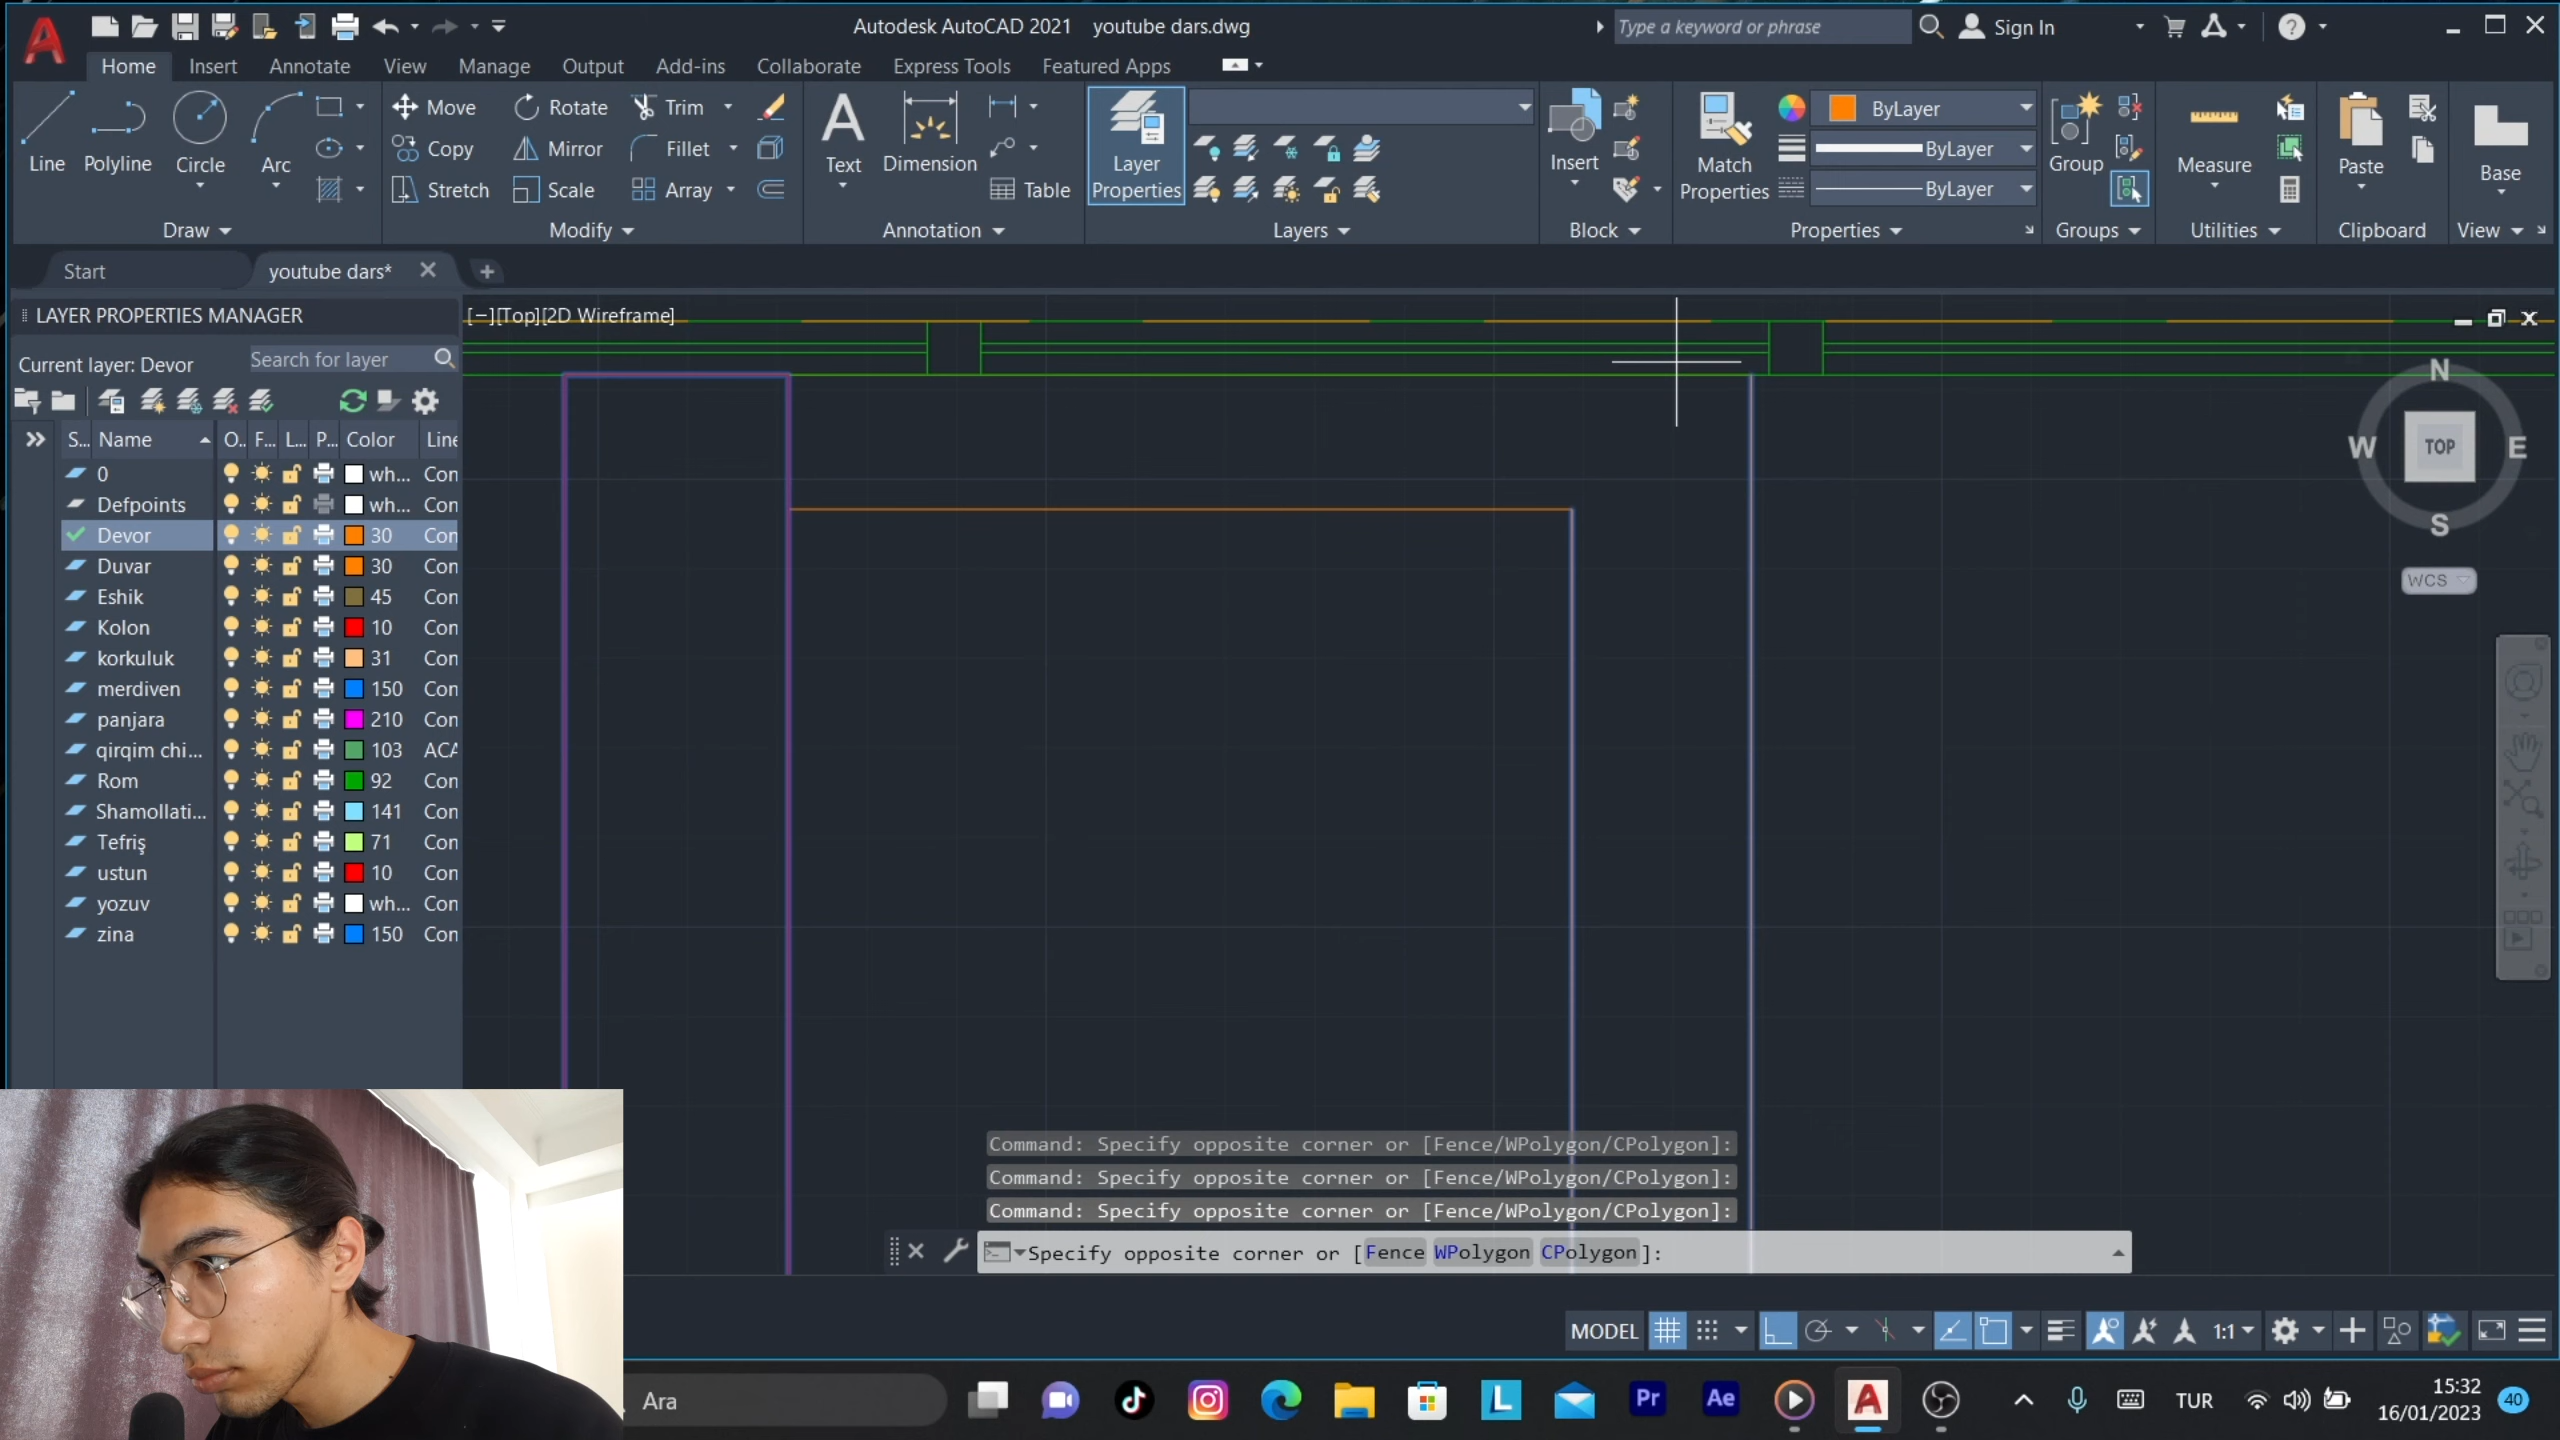 Autodesk AutoCAD 2021 youtube dars.dwg
Type a keyword or phrase
Sign In
Home Insert Annotate View Manage Output Add-ins Collaborate Express Tools Featured Apps
Line Polyline Circle Arc
Move Rotate Trim
Copy Mirror Fillet
Stretch Scale Array
Text Dimension Table
Layer Properties
Insert
Match Properties
ByLayer
ByLayer
ByLayer
Group
Measure
Paste
Base
Draw Modify Annotation Layers Block Properties Groups Utilities Clipboard View
Start youtube dars*
LAYER PROPERTIES MANAGER
[−][Top][2D Wireframe]
Current layer: Devor
Search for layer
S... Name O.. F... L... P... Color Line
0 wh... Con
Defpoints wh... Con
Devor 30 Con
Duvar 30 Con
Eshik 45 Con
Kolon 10 Con
korkuluk 31 Con
merdiven 150 Con
panjara 210 Con
qirqim chi... 103 ACA
Rom 92 Con
Shamollati... 141 Con
Tefriş 71 Con
ustun 10 Con
yozuv wh... Con
zina 150 Con
N
W TOP E
S
WCS
Command: Specify opposite corner or [Fence/WPolygon/CPolygon]:
Command: Specify opposite corner or [Fence/WPolygon/CPolygon]:
Command: Specify opposite corner or [Fence/WPolygon/CPolygon]:
Specify opposite corner or [Fence WPolygon CPolygon]:
MODEL 1:1
Ara
L
Pr
Ae
A
TUR
15:32
16/01/2023
40